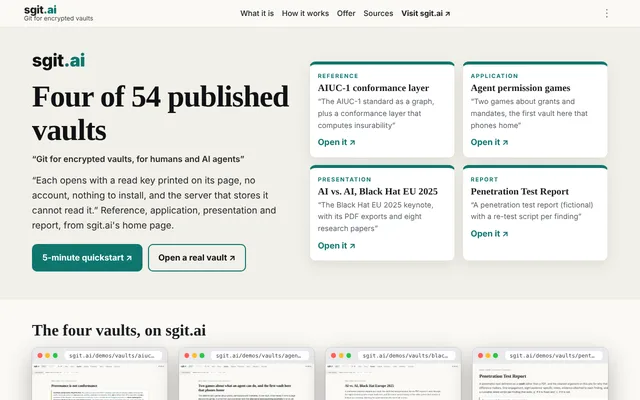 sgit.ai
Git for encrypted vaults
What it is
How it works
Offer
Sources
Visit sgit.ai ↗
sgit.ai
Four of 54 published
vaults
“Git for encrypted vaults, for humans and AI agents”
“Each opens with a read key printed on its page, no
account, nothing to install, and the server that stores it
cannot read it.” Reference, application, presentation and
report, from sgit.ai's home page.
5-minute quickstart ↗
Open a real vault ↗
REFERENCE
AIUC-1 conformance layer
“The AIUC-1 standard as a graph,
plus a conformance layer that
computes insurability”
Open it ↗
APPLICATION
Agent permission games
“Two games about grants and
mandates, the first vault here that
phones home”
Open it ↗
PRESENTATION
AI vs. AI, Black Hat EU 2025
“The Black Hat EU 2025 keynote,
with its PDF exports and eight
research papers”
Open it ↗
REPORT
Penetration Test Report
“A penetration test report (fictional)
with a re-test script per finding”
Open it ↗
The four vaults, on sgit.ai
sgit.ai/demos/vaults/aiuc…
sgit.ai/demos/vaults/agen…
sgit.ai/demos/vaults/blac…
sgit.ai/demos/vaults/pent…
Provenance is not conformance
AI vs. AI, Black Hat Europe 2025
Penetration Test Report